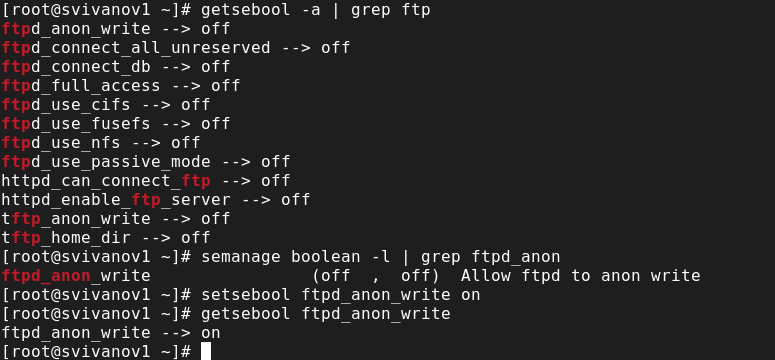 [root@svivanov1 ~]# getsebool -a | grep ftp
ftpd_anon_write --> off
ftpd_connect_all_unreserved --> off
ftpd_connect_db --> off
ftpd_full_access --> off
ftpd_use_cifs --> off
ftpd_use_fusefs --> off
ftpd_use_nfs --> off
ftpd_use_passive_mode --> off
httpd_can_connect_ftp --> off
httpd_enable_ftp_server --> off
tftp_anon_write --> off
tftp_home_dir --> off
[root@svivanov1 ~]# semanage boolean -l | grep ftpd_anon
ftpd_anon_write                (off  ,  off)  Allow ftpd to anon write
[root@svivanov1 ~]# setsebool ftpd_anon_write on
[root@svivanov1 ~]# getsebool ftpd_anon_write
ftpd_anon_write --> on
[root@svivanov1 ~]#